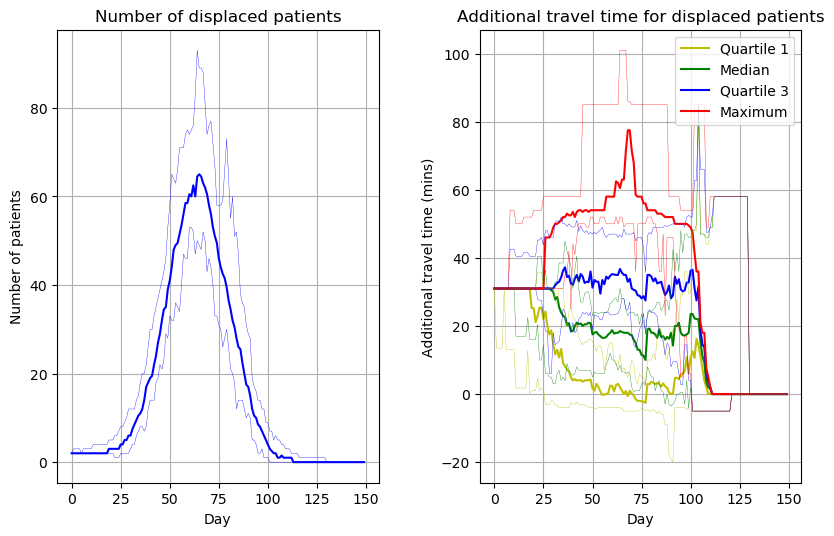 Number of displaced patients
Number of patients
80
60
40
20
0
0 25 50 75 100 125 150
Day
Additional travel time for displaced patients
Additional travel time (mins)
100
80
60
40
20
0
−20
0 25 50 75 100 125 150
Day
Quartile 1
Median
Quartile 3
Maximum